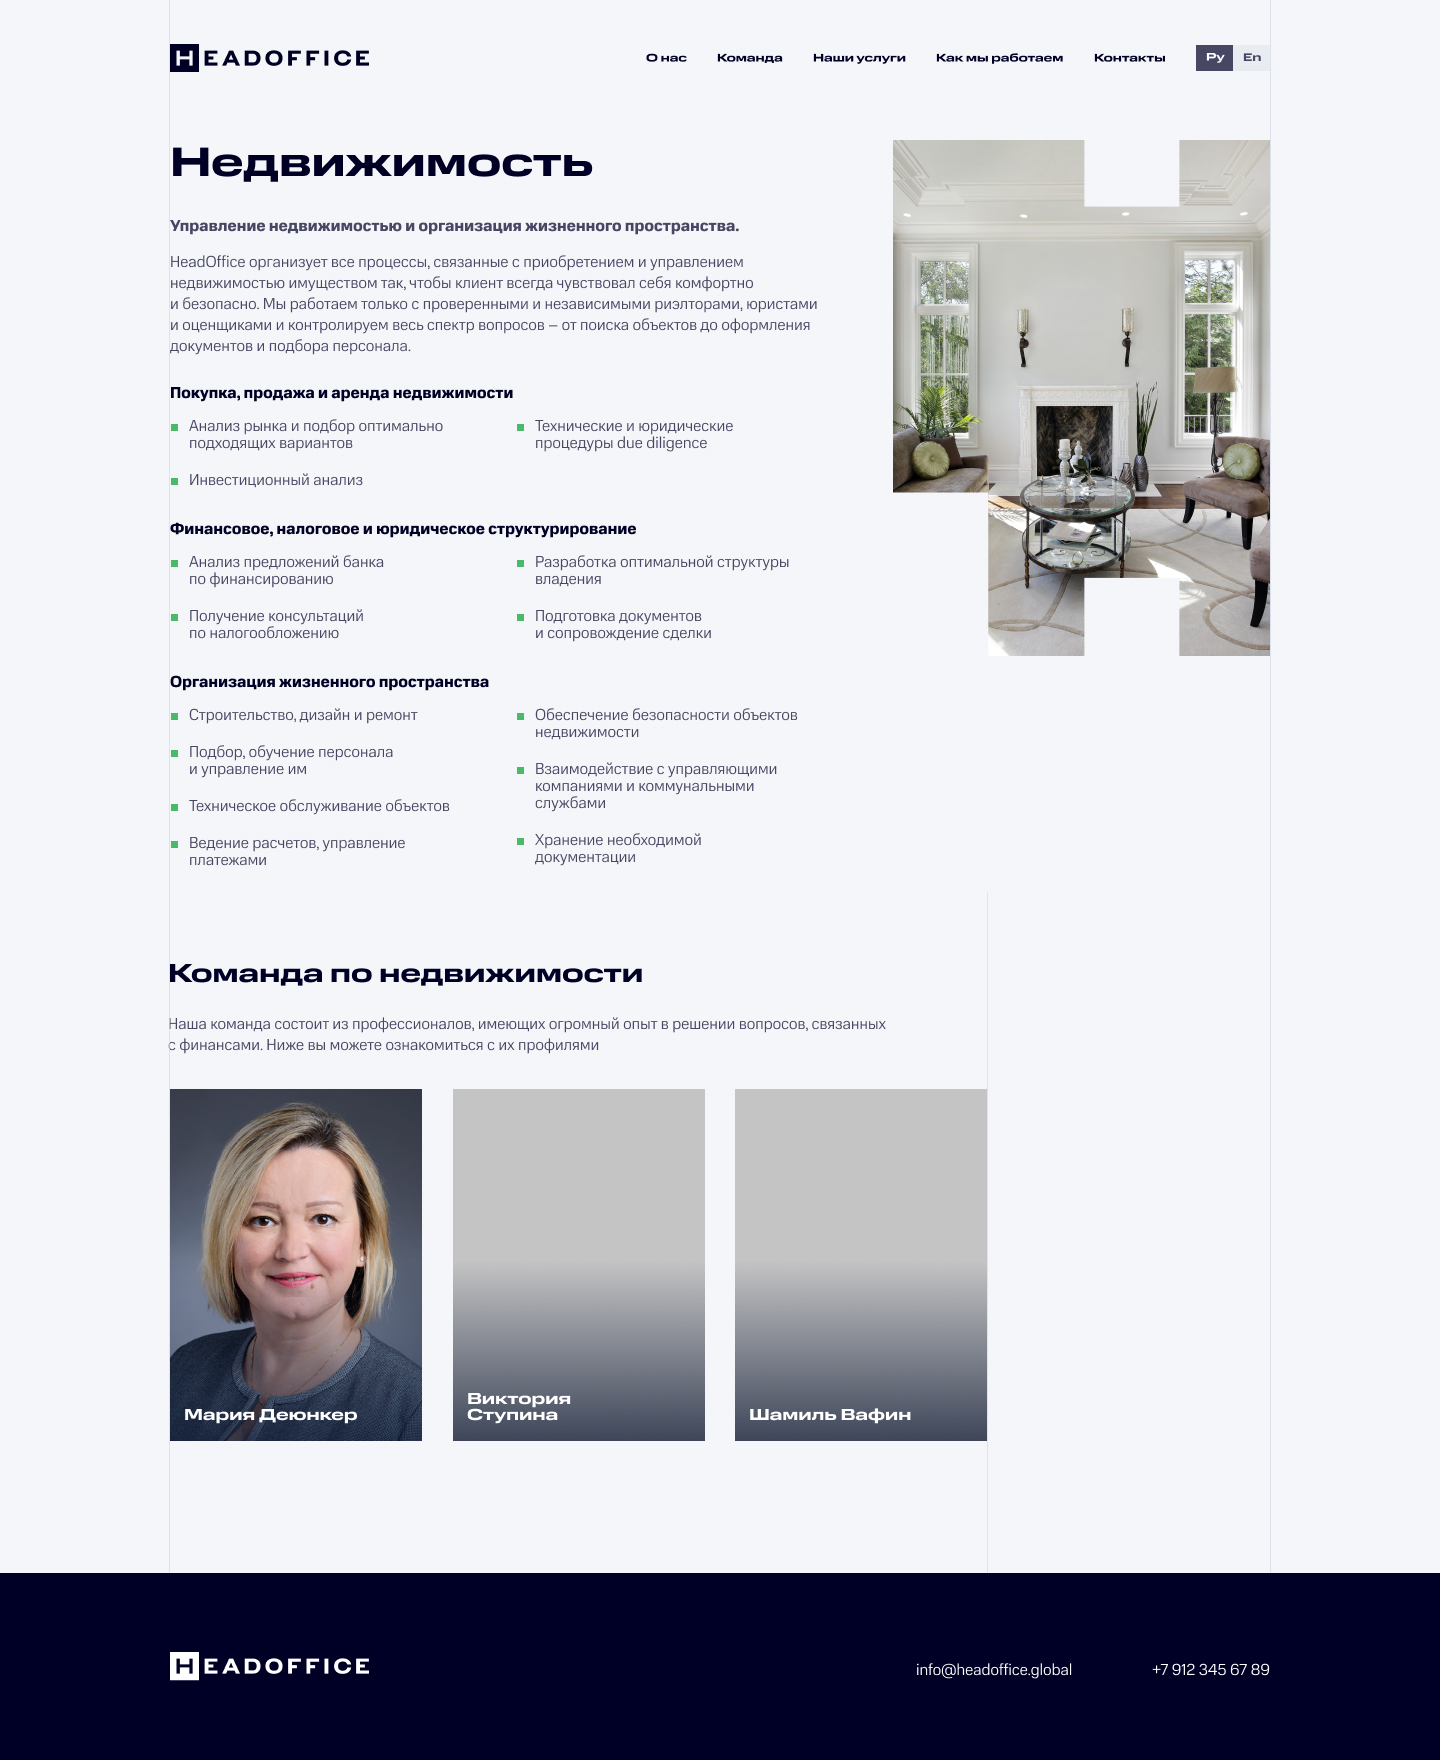 HEADOFFICE
О нас Команда Наши услуги Как мы работаем Контакты Ру En
Недвижимость
Управление недвижимостью и организация жизненного пространства.
HeadOffice организует все процессы, связанные с приобретением и управлением
недвижимостью имуществом так, чтобы клиент всегда чувствовал себя комфортно
и безопасно. Мы работаем только с проверенными и независимыми риэлторами, юристами
и оценщиками и контролируем весь спектр вопросов – от поиска объектов до оформления
документов и подбора персонала.
Покупка, продажа и аренда недвижимости
Анализ рынка и подбор оптимально
подходящих вариантов
Инвестиционный анализ
Технические и юридические
процедуры due diligence
Финансовое, налоговое и юридическое структурирование
Анализ предложений банка
по финансированию
Получение консультаций
по налогообложению
Разработка оптимальной структуры
владения
Подготовка документов
и сопровождение сделки
Организация жизненного пространства
Строительство, дизайн и ремонт
Подбор, обучение персонала
и управление им
Техническое обслуживание объектов
Ведение расчетов, управление
платежами
Обеспечение безопасности объектов
недвижимости
Взаимодействие с управляющими
компаниями и коммунальными
службами
Хранение необходимой
документации
Команда по недвижимости
Наша команда состоит из профессионалов, имеющих огромный опыт в решении вопросов, связанных
с финансами. Ниже вы можете ознакомиться с их профилями
Мария Деюнкер
Виктория
Ступина
Шамиль Вафин
HEADOFFICE
info@headoffice.global
+7 912 345 67 89